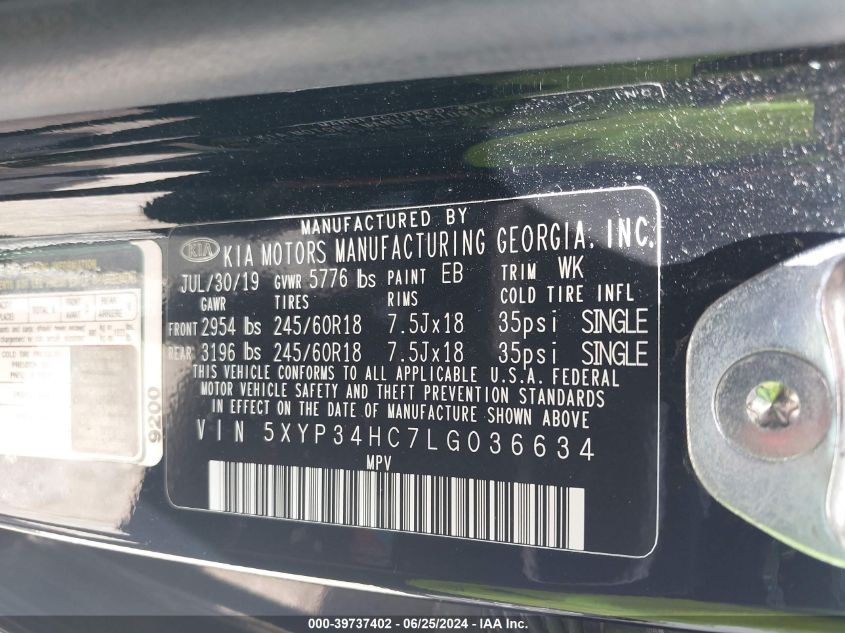 MANUFACTURED BY
KIA KIA MOTORS MANUFACTURING GEORGIA, INC.
JUL/30/19 GVWR 5776 lbs PAINT EB TRIM WK
GAWR TIRES RIMS COLD TIRE INFL
FRONT 2954 lbs 245/60R18 7.5Jx18 35psi SINGLE
REAR 3196 lbs 245/60R18 7.5Jx18 35psi SINGLE
THIS VEHICLE CONFORMS TO ALL APPLICABLE U.S.A. FEDERAL
MOTOR VEHICLE SAFETY AND THEFT PREVENTION STANDARDS
IN EFFECT ON THE DATE OF MANUFACTURE SHOWN ABOVE
VIN 5XYP34HC7LG036634
MPV
9200
000-39737402 - 06/25/2024 - IAA Inc.